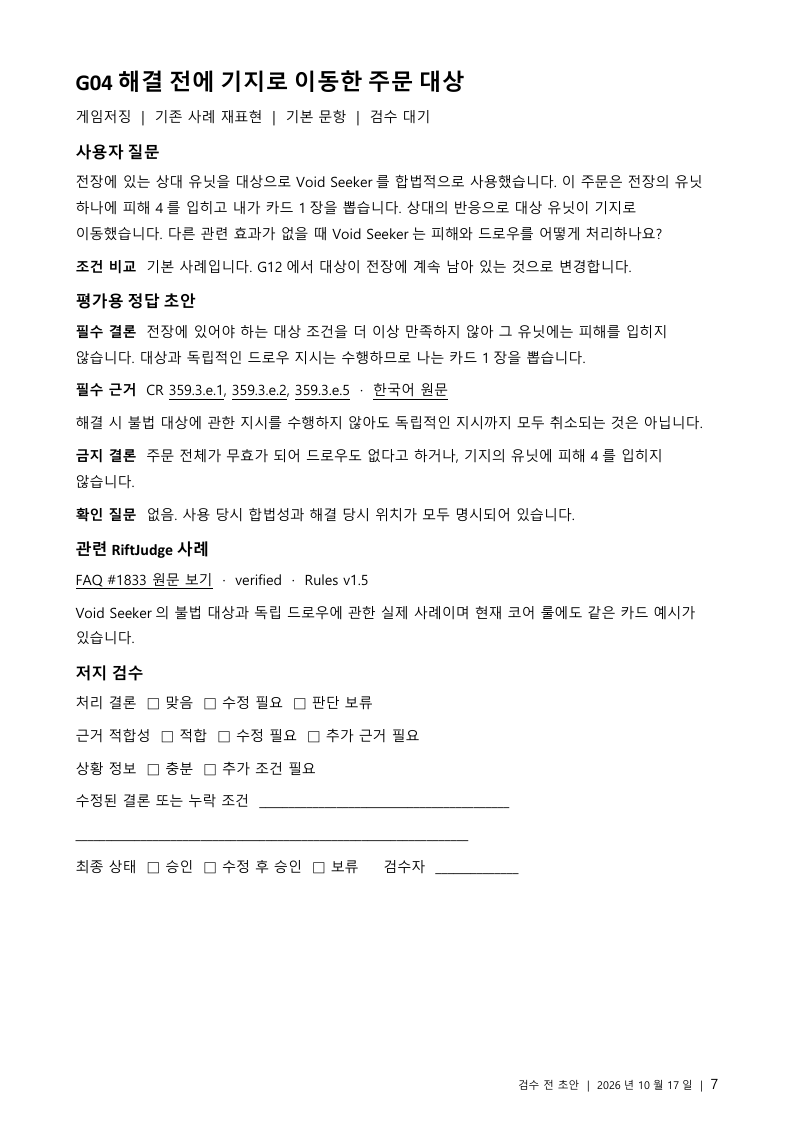 G04 해결 전에 기지로 이동한 주문 대상
게임저징 | 기존 사례 재표현 | 기본 문항 | 검수 대기
사용자 질문
전장에 있는 상대 유닛을 대상으로 Void Seeker 를 합법적으로 사용했습니다. 이 주문은 전장의 유닛
하나에 피해 4 를 입히고 내가 카드 1 장을 뽑습니다. 상대의 반응으로 대상 유닛이 기지로
이동했습니다. 다른 관련 효과가 없을 때 Void Seeker 는 피해와 드로우를 어떻게 처리하나요?
조건 비교 기본 사례입니다. G12 에서 대상이 전장에 계속 남아 있는 것으로 변경합니다.
평가용 정답 초안
필수 결론 전장에 있어야 하는 대상 조건을 더 이상 만족하지 않아 그 유닛에는 피해를 입히지
않습니다. 대상과 독립적인 드로우 지시는 수행하므로 나는 카드 1 장을 뽑습니다.
필수 근거 CR 359.3.e.1, 359.3.e.2, 359.3.e.5 · 한국어 원문
해결 시 불법 대상에 관한 지시를 수행하지 않아도 독립적인 지시까지 모두 취소되는 것은 아닙니다.
금지 결론 주문 전체가 무효가 되어 드로우도 없다고 하거나, 기지의 유닛에 피해 4 를 입히지
않습니다.
확인 질문 없음. 사용 당시 합법성과 해결 당시 위치가 모두 명시되어 있습니다.
관련 RiftJudge 사례
FAQ #1833 원문 보기 · verified · Rules v1.5
Void Seeker 의 불법 대상과 독립 드로우에 관한 실제 사례이며 현재 코어 룰에도 같은 카드 예시가
있습니다.
저지 검수
처리 결론 □ 맞음 □ 수정 필요 □ 판단 보류
근거 적합성 □ 적합 □ 수정 필요 □ 추가 근거 필요
상황 정보 □ 충분 □ 추가 조건 필요
수정된 결론 또는 누락 조건 ______________________________________
____________________________________________________________
최종 상태 □ 승인 □ 수정 후 승인 □ 보류 검수자 _____________
검수 전 초안 | 2026 년 10 월 17 일 | 7